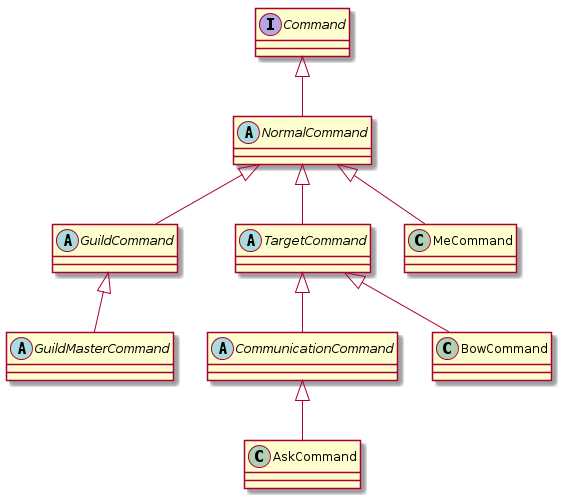 I Command
A NormalCommand
A GuildCommand
A TargetCommand
C MeCommand
A GuildMasterCommand
A CommunicationCommand
C BowCommand
C AskCommand